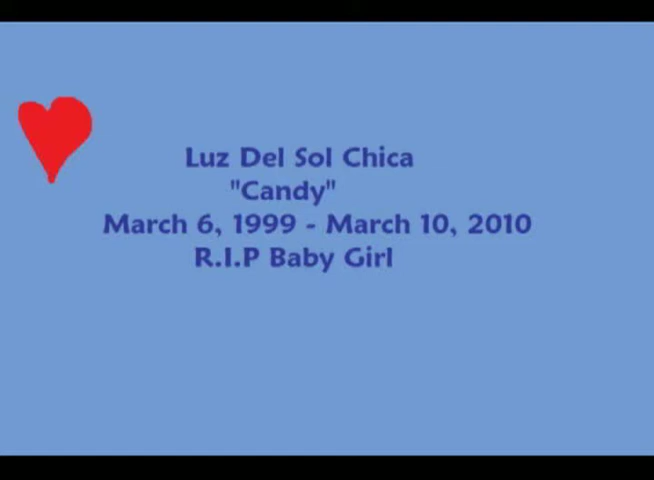 Luz Del Sol Chica
"Candy"
March 6, 1999 - March 10, 2010
R.I.P Baby Girl